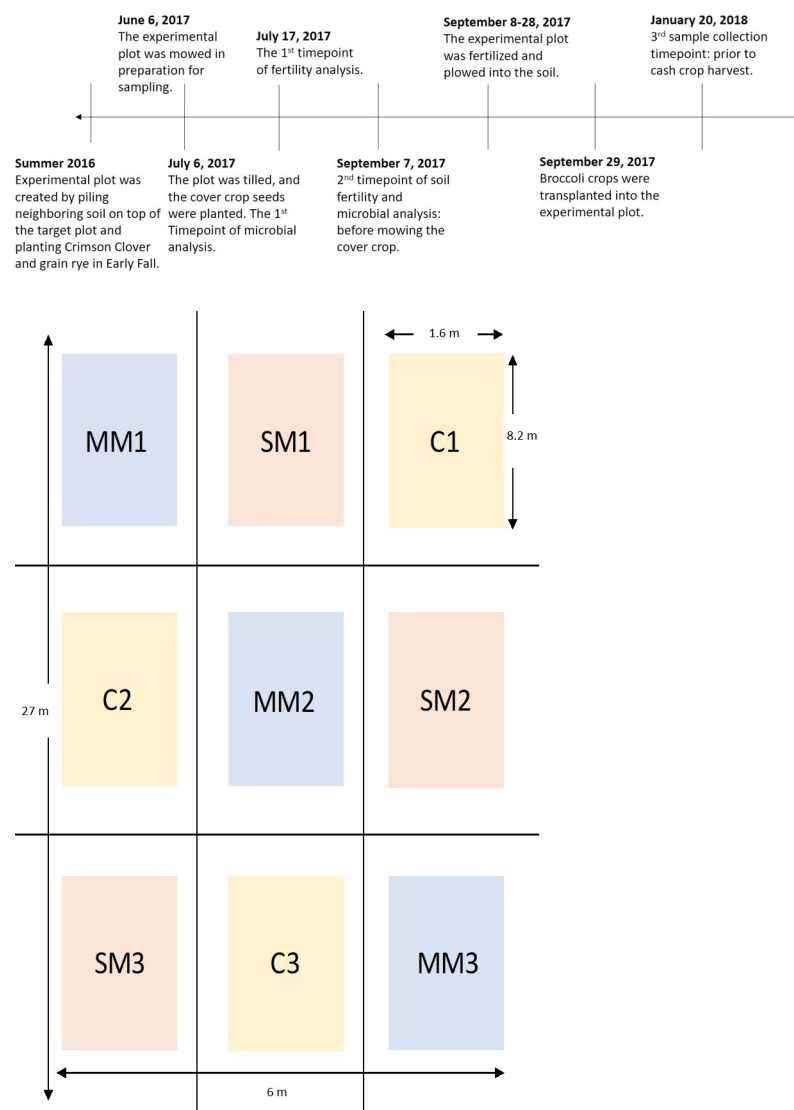 June 6, 2017
The experimental
plot was mowed in
preparation for
sampling.
July 17, 2017
The 1st timepoint
of fertility analysis.
September 8-28, 2017
The experimental plot
was fertilized and
plowed into the soil.
January 20, 2018
3rd sample collection
timepoint: prior to
cash crop harvest.
Summer 2016
Experimental plot was
created by piling
neighboring soil on top of
the target plot and
planting Crimson Clover
and grain rye in Early Fall.
July 6, 2017
The plot was tilled, and
the cover crop seeds
were planted. The 1st
Timepoint of microbial
analysis.
September 7, 2017
2nd timepoint of soil
fertility and
microbial analysis:
before mowing the
cover crop.
September 29, 2017
Broccoli crops were
transplanted into the
experimental plot.
1.6 m
MM1
SM1
C1
8.2 m
C2
MM2
SM2
27 m
SM3
C3
MM3
6 m